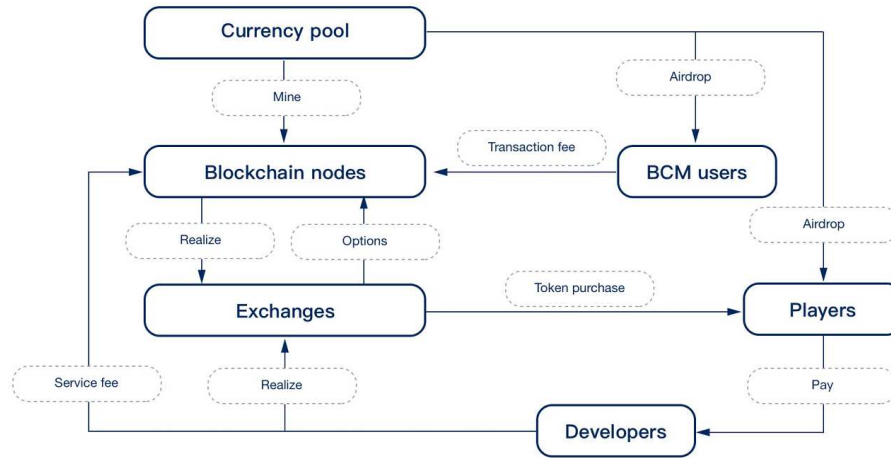 Currency pool
Airdrop
Mine
Transaction fee
Blockchain nodes
BCM users
Airdrop
Realize
Options
Token purchase
Exchanges
Players
Service fee
Realize
Pay
Developers